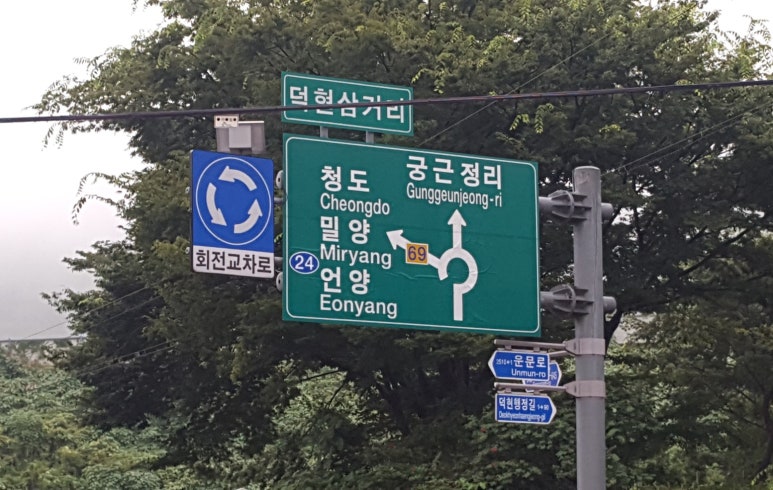 덕현삼거리
회전교차로
궁근정리
Gunggeunjeong-ri
청도
Cheongdo
밀양
Miryang
24
언양
Eonyang
69
운문로
Unmun-ro
덕현행정길